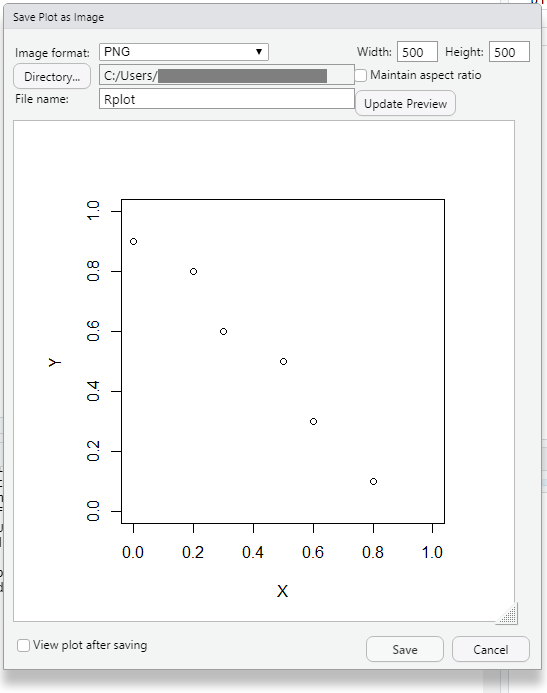 Save Plot as Image
Image format: PNG Width: 500 Height: 500
Directory... C:/Users/ Maintain aspect ratio
File name: Rplot Update Preview
1.0
0.8
0.6
0.4
0.2
0.0
Y
0.0 0.2 0.4 0.6 0.8 1.0
X
View plot after saving Save Cancel